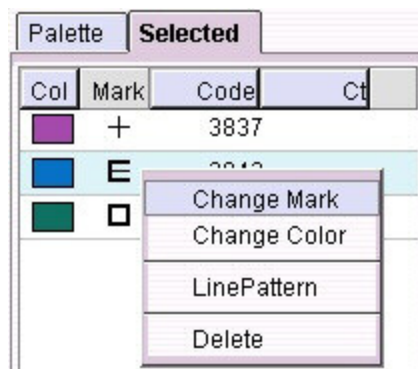 Palette Selected
Col Mark Code Ct
+ 3837
E
Change Mark
Change Color
LinePattern
Delete